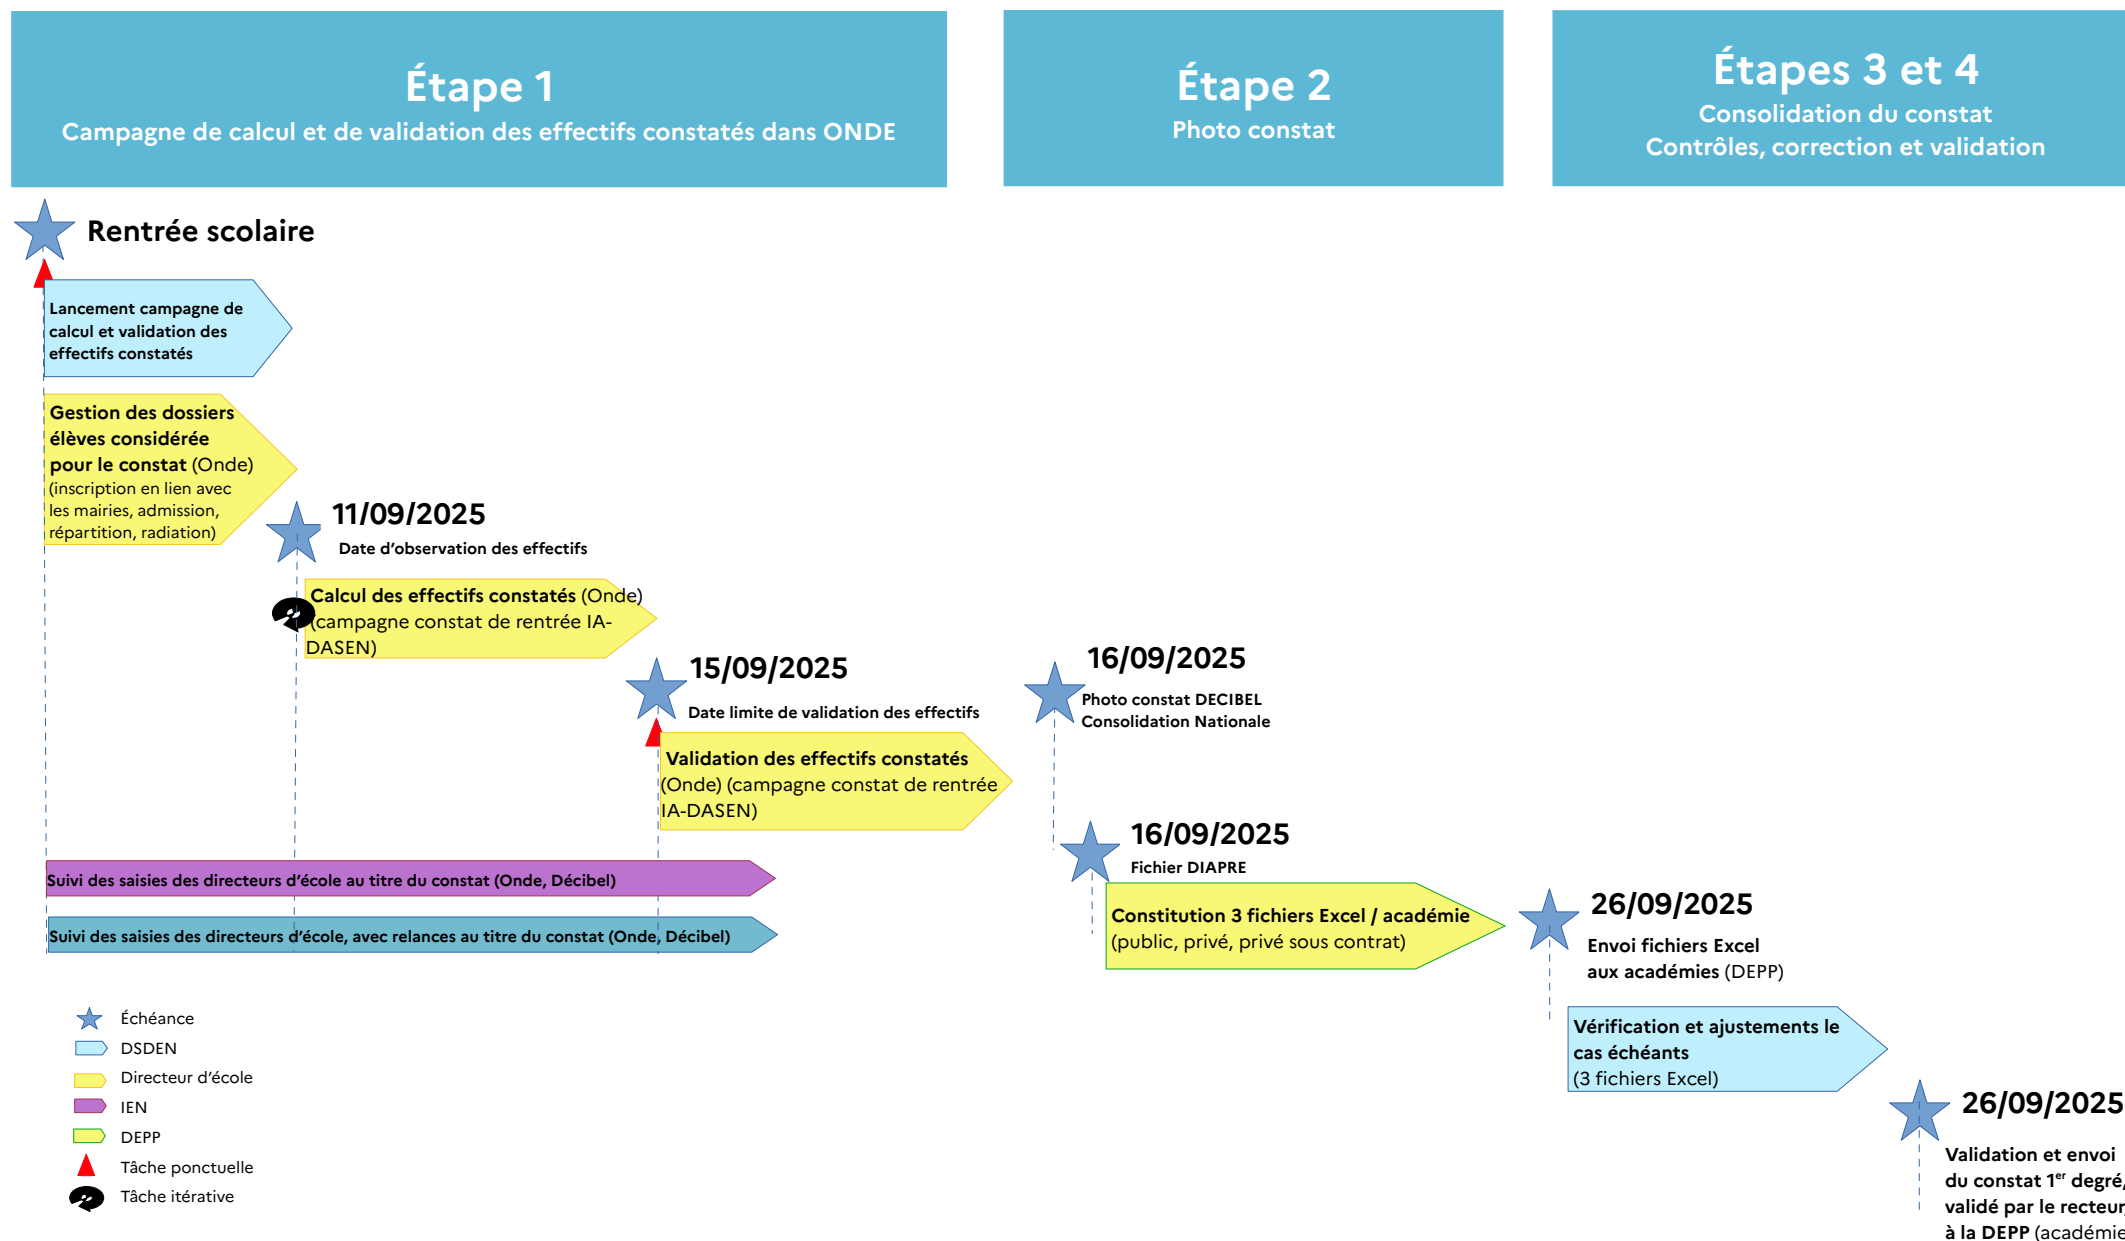 Étape 1
Campagne de calcul et de validation des effectifs constatés dans ONDE
Étape 2
Photo constat
Étapes 3 et 4
Consolidation du constat
Contrôles, correction et validation
Rentrée scolaire
Lancement campagne de
calcul et validation des
effectifs constatés
Gestion des dossiers
élèves considérée
pour le constat (Onde)
(inscription en lien avec
les mairies, admission,
répartition, radiation)
11/09/2025
Date d'observation des effectifs
Calcul des effectifs constatés (Onde)
(campagne constat de rentrée IA-
DASEN)
15/09/2025
Date limite de validation des effectifs
Validation des effectifs constatés
(Onde) (campagne constat de rentrée
IA-DASEN)
16/09/2025
Photo constat DECIBEL
Consolidation Nationale
16/09/2025
Fichier DIAPRE
Constitution 3 fichiers Excel / académie
(public, privé, privé sous contrat)
Suivi des saisies des directeurs d'école au titre du constat (Onde, Décibel)
Suivi des saisies des directeurs d'école, avec relances au titre du constat (Onde, Décibel)
26/09/2025
Envoi fichiers Excel
aux académies (DEPP)
Vérification et ajustements le
cas échéants
(3 fichiers Excel)
26/09/2025
Validation et envoi
du constat 1er degré,
validé par le recteur,
à la DEPP (académie
Échéance
DSDEN
Directeur d'école
IEN
DEPP
Tâche ponctuelle
Tâche itérative